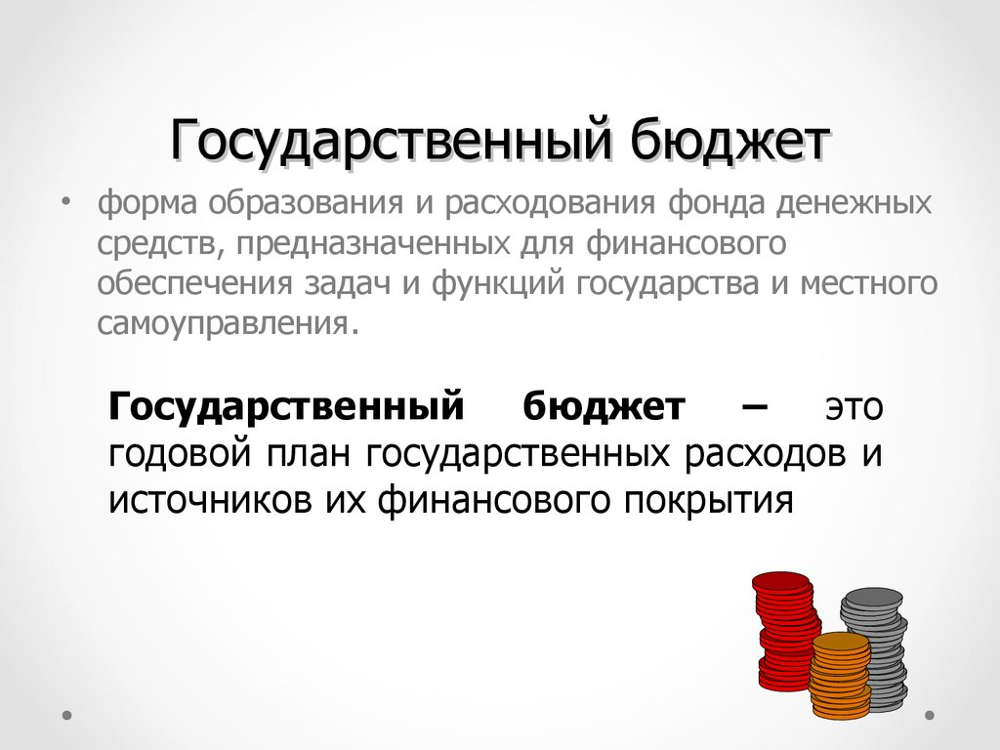 Государственный бюджет
• форма образования и расходования фонда денежных
средств, предназначенных для финансового
обеспечения задач и функций государства и местного
самоуправления.
Государственный бюджет – это
годовой план государственных расходов и
источников их финансового покрытия